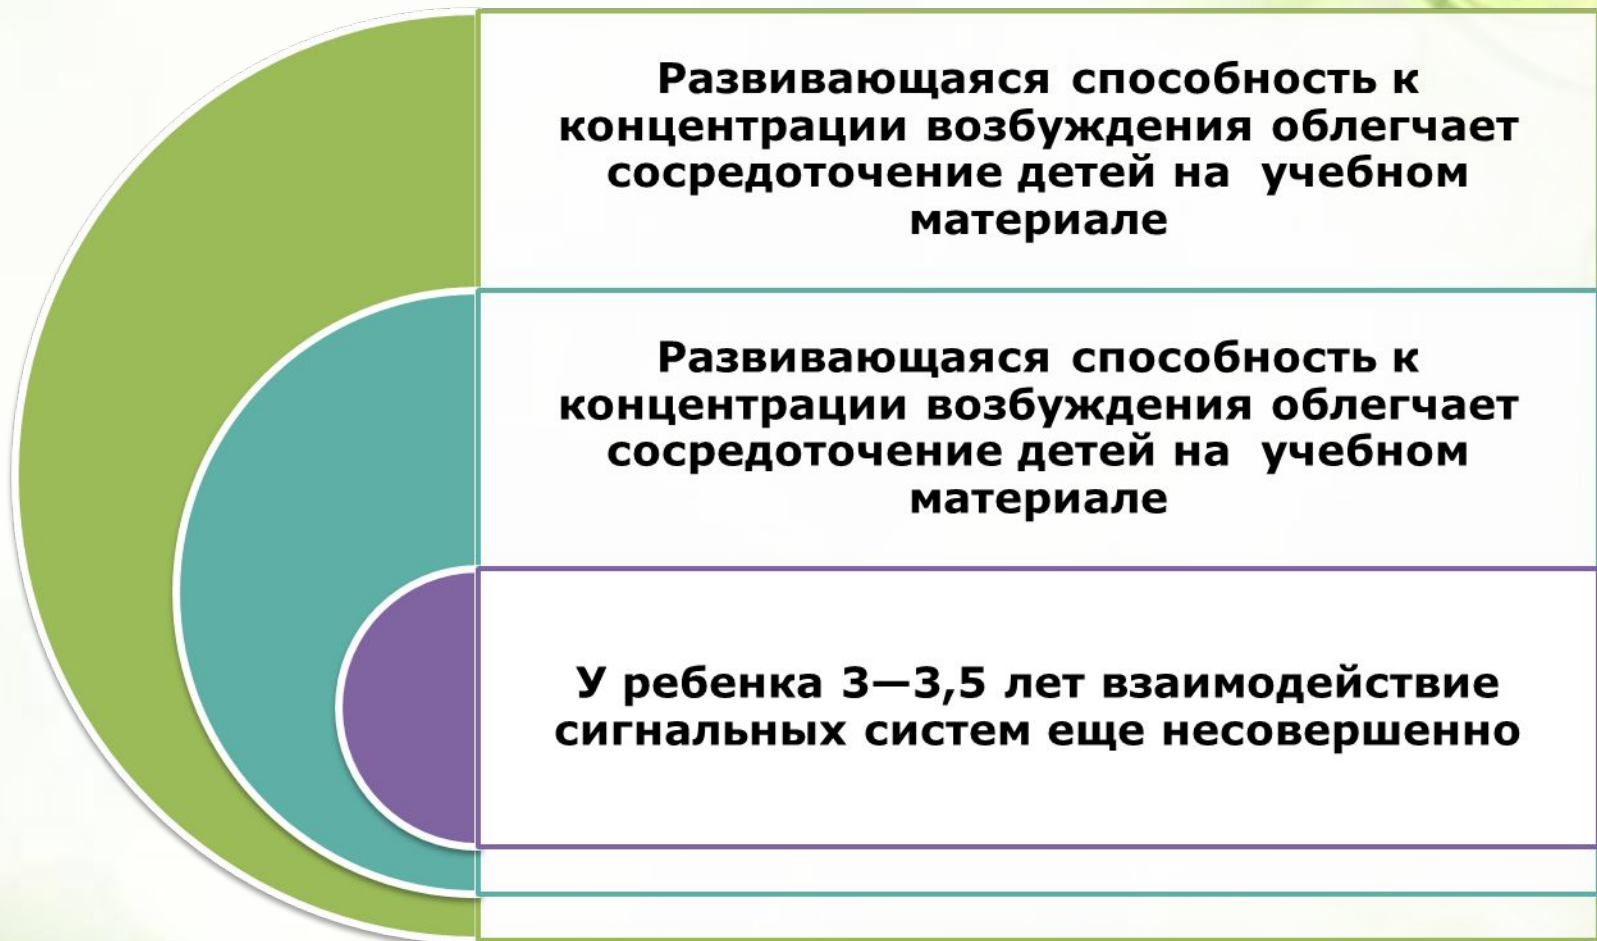 Развивающаяся способность к
концентрации возбуждения облегчает
сосредоточение детей на  учебном
материале
Развивающаяся способность к
концентрации возбуждения облегчает
сосредоточение детей на  учебном
материале
У ребенка 3—3,5 лет взаимодействие
сигнальных систем еще несовершенно